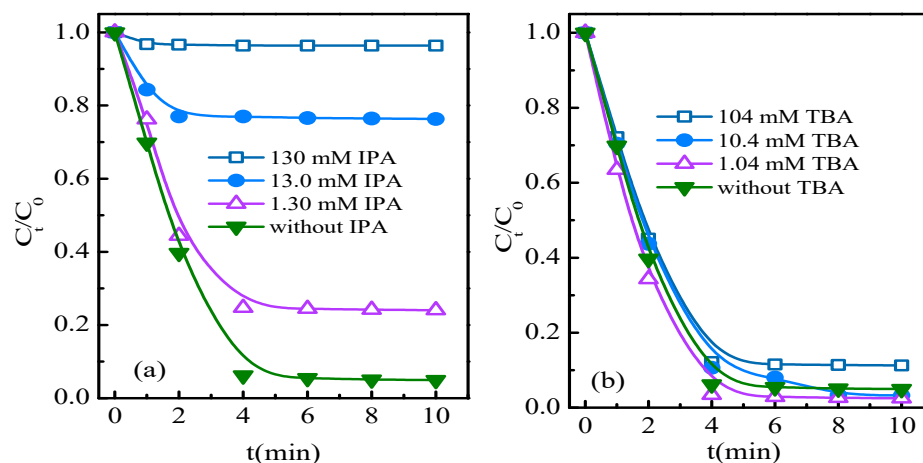 1.0
0.8
0.6
0.4
0.2
0.0
C_t/C_0
130 mM IPA
13.0 mM IPA
1.30 mM IPA
without IPA
(a)
0 2 4 6 8 10
t(min)
1.0
0.8
0.6
0.4
0.2
0.0
C_t/C_0
104 mM TBA
10.4 mM TBA
1.04 mM TBA
without TBA
(b)
0 2 4 6 8 10
t(min)